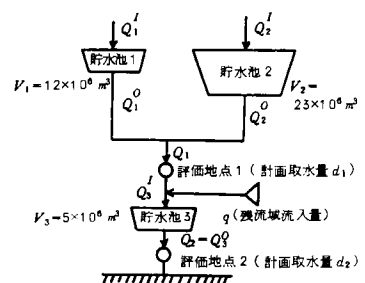 Q₁ᴵ
Q₂ᴵ
貯水池 1
貯水池 2
V₁=12×10⁶ m³
V₂=
23×10⁶ m³
Q₁ᴼ
Q₂ᴼ
Q₁
評価地点 1 ( 計画取水量 d₁ )
Q₃ᴵ
V₃=5×10⁶ m³
貯水池 3
q (残流域流入量)
Q₂=Q₃ᴼ
評価地点 2 ( 計画取水量 d₂ )